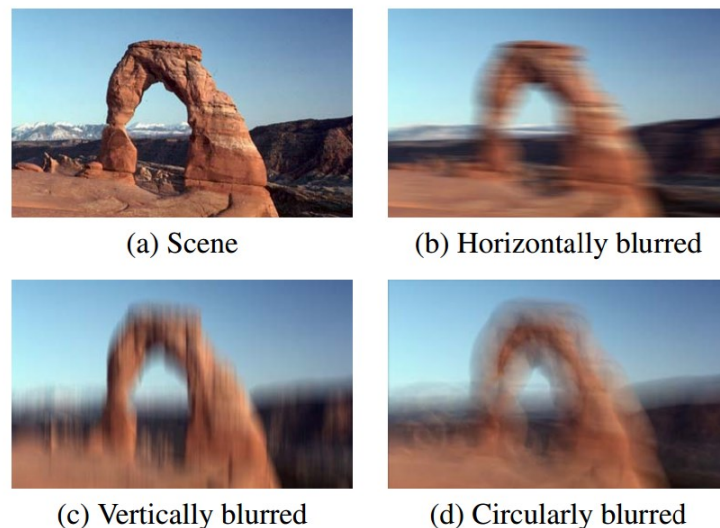 (a) Scene
(b) Horizontally blurred
(c) Vertically blurred
(d) Circularly blurred